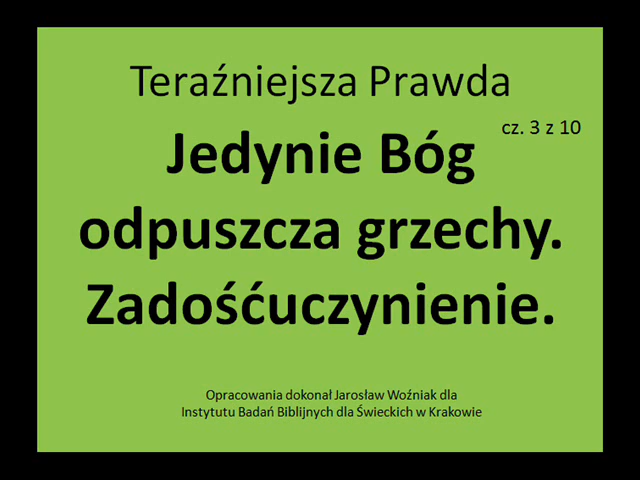 Teraźniejsza Prawda
cz. 3 z 10
Jedynie Bóg
odpuszcza grzechy.
Zadośćuczynienie.
Opracowania dokonał Jarosław Woźniak dla
Instytutu Badań Biblijnych dla Świeckich w Krakowie